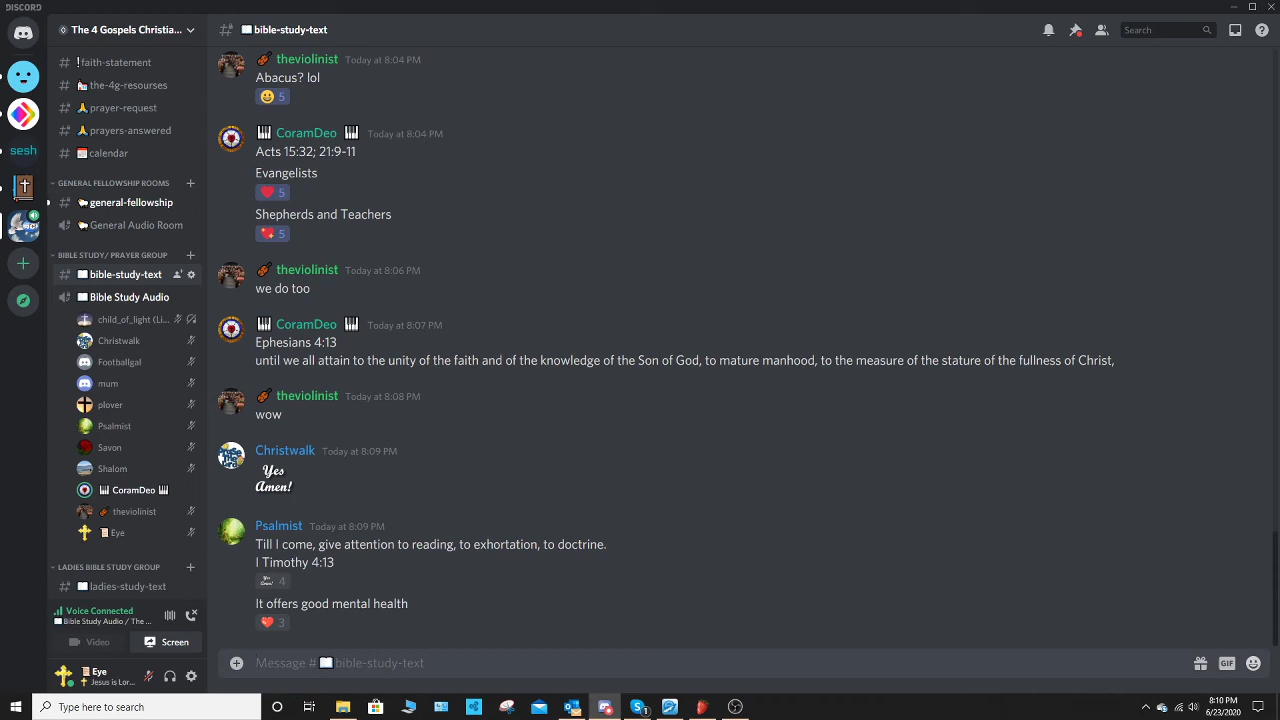 DISCORD
The 4 Gospels Christia...
bible-study-text
Search
faith-statement
the-4g-resourses
prayer-request
prayers-answered
calendar
GENERAL FELLOWSHIP ROOMS
general-fellowship
General Audio Room
BIBLE STUDY/ PRAYER GROUP
bible-study-text
Bible Study Audio
child_of_light (Li...
Christwalk
Footballgal
mum
plover
Psalmist
Savon
Shalom
CoramDeo
theviolinist
Eye
LADIES BIBLE STUDY GROUP
ladies-study-text
Voice Connected
Bible Study Audio / The ...
Video Screen
Eye
Jesus is Lor...
sesh
theviolinist Today at 8:04 PM
Abacus? lol
5
CoramDeo Today at 8:04 PM
Acts 15:32; 21:9-11
Evangelists
5
Shepherds and Teachers
5
theviolinist Today at 8:06 PM
we do too
CoramDeo Today at 8:07 PM
Ephesians 4:13
until we all attain to the unity of the faith and of the knowledge of the Son of God, to mature manhood, to the measure of the stature of the fullness of Christ,
theviolinist Today at 8:08 PM
wow
Christwalk Today at 8:09 PM
Yes
Amen!
Psalmist Today at 8:09 PM
Till I come, give attention to reading, to exhortation, to doctrine.
I Timothy 4:13
Yes Amen! 4
It offers good mental health
3
Message # bible-study-text
GIF
Type here to search
8:10 PM
6/23/2020